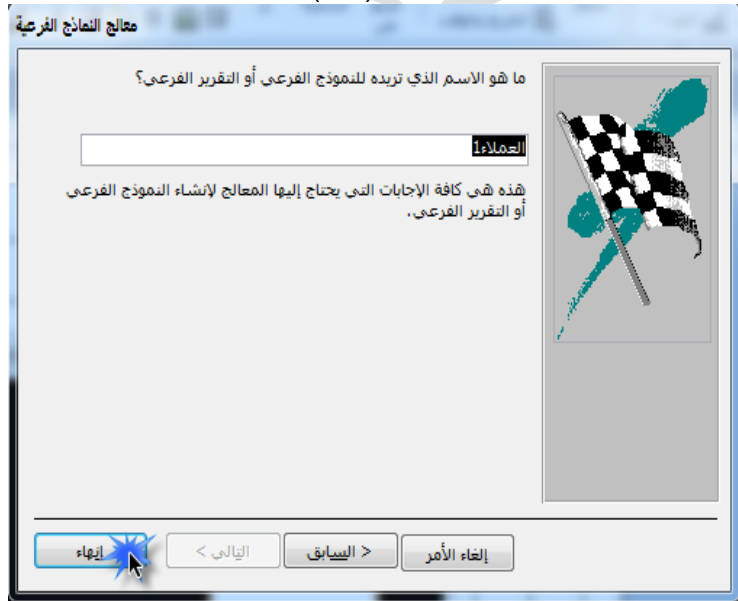 معالج النماذج الفرعية
ما هو الاسم الذي تريده للنموذج الفرعي أو التقرير الفرعي؟
العملاء1
هذه هي كافة الإجابات التي يحتاج إليها المعالج لإنشاء النموذج الفرعي
أو التقرير الفرعي.
إلغاء الأمر
< السابق
التالي >
إنهاء